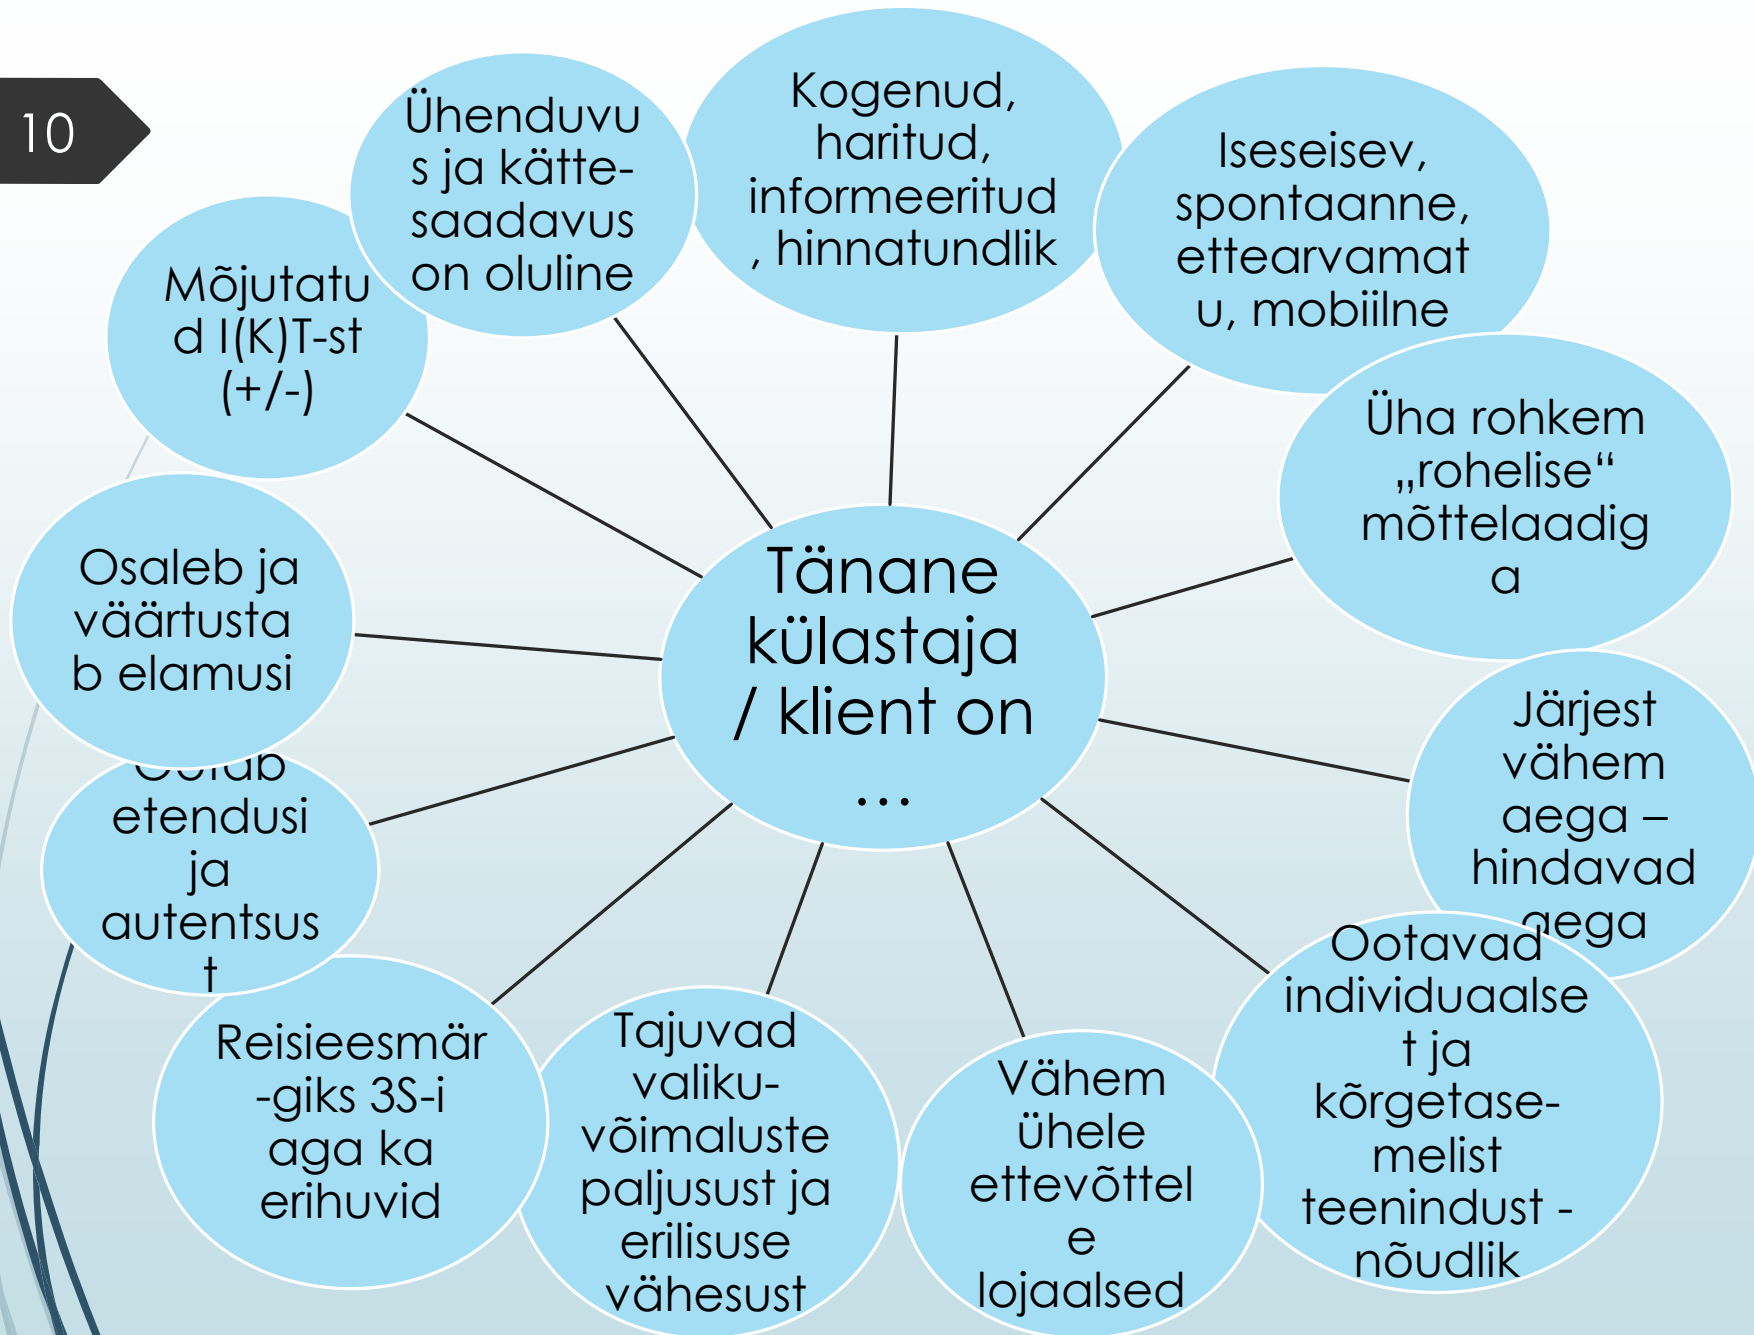 10
Kogenud,
haritud,
informeeritud
, hinnatundlik
Iseseisev,
spontaanne,
ettearvamat
u, mobiilne
Üha rohkem
„rohelise“
mõttelaadig
a
Järjest
vähem
aega –
hindavad
aega
Ootavad
individuaalse
t ja
kõrgetase-
melist
teenindust -
nõudlik
Vähem
ühele
ettevõttel
e
lojaalsed
Tajuvad
valiku-
võimaluste
paljusust ja
erilisuse
vähesust
Reisieesmär
-giks 3S-i
aga ka
erihuvid
etendusi
ja
autentsus
t
Osaleb ja
väärtusta
b elamusi
Mõjutatu
d I(K)T-st
(+/-)
Ühenduvu
s ja kätte-
saadavus
on oluline
Tänane
külastaja
/ klient on
...